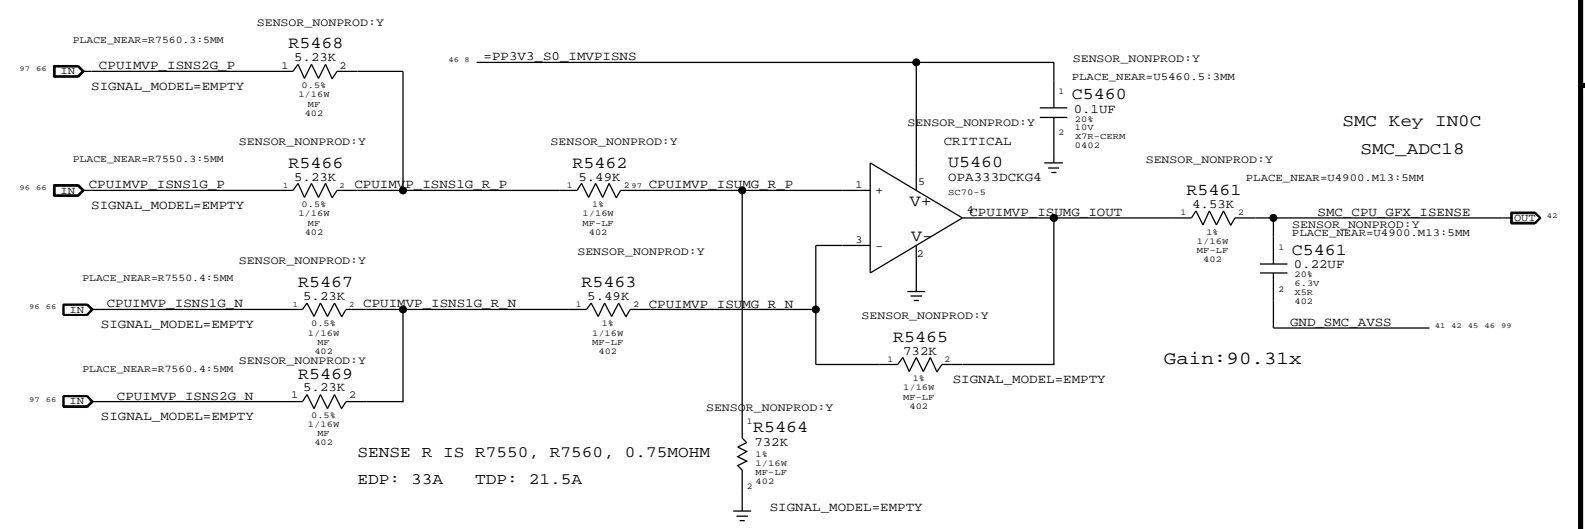 SENSOR_NONPROD:Y
PLACE_NEAR=R7560.3:5MM
R5468
97 66 IN CPUIMVP_ISNS2G_P 1 5.23K 2
SIGNAL_MODEL=EMPTY
0.5%
1/16W
MF
402
46 8 =PP3V3_S0_IMVPISNS
SENSOR_NONPROD:Y
PLACE_NEAR=U5460.5:3MM
1 C5460
0.1UF
20%
10V
2 X7R-CERM
0402
SENSOR_NONPROD:Y
CRITICAL
U5460
OPA333DCKG4
SC70-5
SMC Key IN0C
SMC_ADC18
SENSOR_NONPROD:Y
PLACE_NEAR=R7550.3:5MM
R5466
96 66 IN CPUIMVP_ISNS1G_P 1 5.23K 2 CPUIMVP_ISNS1G_R_P
SIGNAL_MODEL=EMPTY
0.5%
1/16W
MF
402
SENSOR_NONPROD:Y
R5462
1 5.49K 2 97 CPUIMVP_ISUMG_R_P 1 +
1%
1/16W
MF-LF
402
5
V+
3 -
V-
2
4 CPUIMVP_ISUMG_IOUT
SENSOR_NONPROD:Y
PLACE_NEAR=U4900.M13:5MM
R5461
1 4.53K 2 SMC_CPU_GFX_ISENSE OUT 42
1%
1/16W
MF-LF
402
SENSOR_NONPROD:Y
PLACE_NEAR=U4900.M13:5MM
1 C5461
0.22UF
20%
6.3V
2 X5R
402
GND_SMC_AVSS 41 42 45 46 99
SENSOR_NONPROD:Y
PLACE_NEAR=R7550.4:5MM
R5467
96 66 IN CPUIMVP_ISNS1G_N 1 5.23K 2 CPUIMVP_ISNS1G_R_N
SIGNAL_MODEL=EMPTY
0.5%
1/16W
MF
402
SENSOR_NONPROD:Y
R5463
1 5.49K 2 CPUIMVP_ISUMG_R_N
1%
1/16W
MF-LF
402
SENSOR_NONPROD:Y
R5465
1 732K 2
1%
1/16W
MF-LF
402
SIGNAL_MODEL=EMPTY
Gain:90.31x
SENSOR_NONPROD:Y
PLACE_NEAR=R7560.4:5MM
R5469
97 66 IN CPUIMVP_ISNS2G_N 1 5.23K 2
SIGNAL_MODEL=EMPTY
0.5%
1/16W
MF
402
SENSOR_NONPROD:Y
1 R5464
732K
1%
1/16W
MF-LF
2 402
SIGNAL_MODEL=EMPTY
SENSE R IS R7550, R7560, 0.75MOHM
EDP: 33A TDP: 21.5A